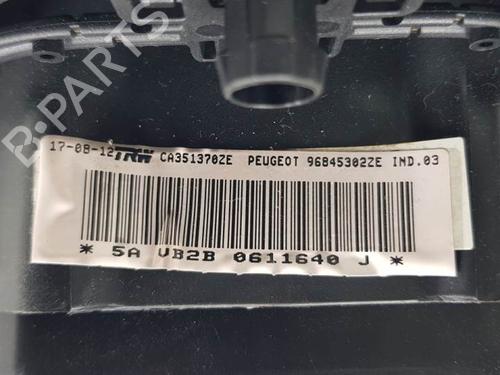 B-PARTS
17-08-12 TRW CA351370ZE PEUGEOT 96845302ZE IND.03
* 5A VB2B 0611640 J *